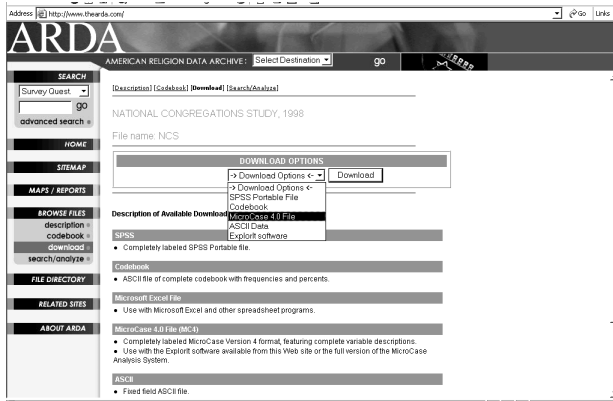 Address http://www.thearda.com/ Go Links
ARDA
AMERICAN RELIGION DATA ARCHIVE: Select Destination go
SEARCH
Survey Quest.
go
advanced search
HOME
SITEMAP
MAPS / REPORTS
BROWSE FILES
description
codebook
download
search/analyze
FILE DIRECTORY
RELATED SITES
ABOUT ARDA
[Description] [Codebook] [Download] [Search/Analyze]
NATIONAL CONGREGATIONS STUDY, 1998
File name: NCS
DOWNLOAD OPTIONS
-> Download Options <- Download
-> Download Options <-
SPSS Portable File
Codebook
MicroCase 4.0 File
ASCII Data
ExplorIt software
Description of Available Download
SPSS
• Completely labeled SPSS Portable file.
Codebook
• ASCII file of complete codebook with frequencies and percents.
Microsoft Excel File
• Use with Microsoft Excel and other spreadsheet programs.
MicroCase 4.0 File (MC4)
• Completely labeled MicroCase Version 4 format, featuring complete variable descriptions.
• Use with the ExplorIt software available from this Web site or the full version of the MicroCase
Analysis System.
ASCII
• Fixed field ASCII file.